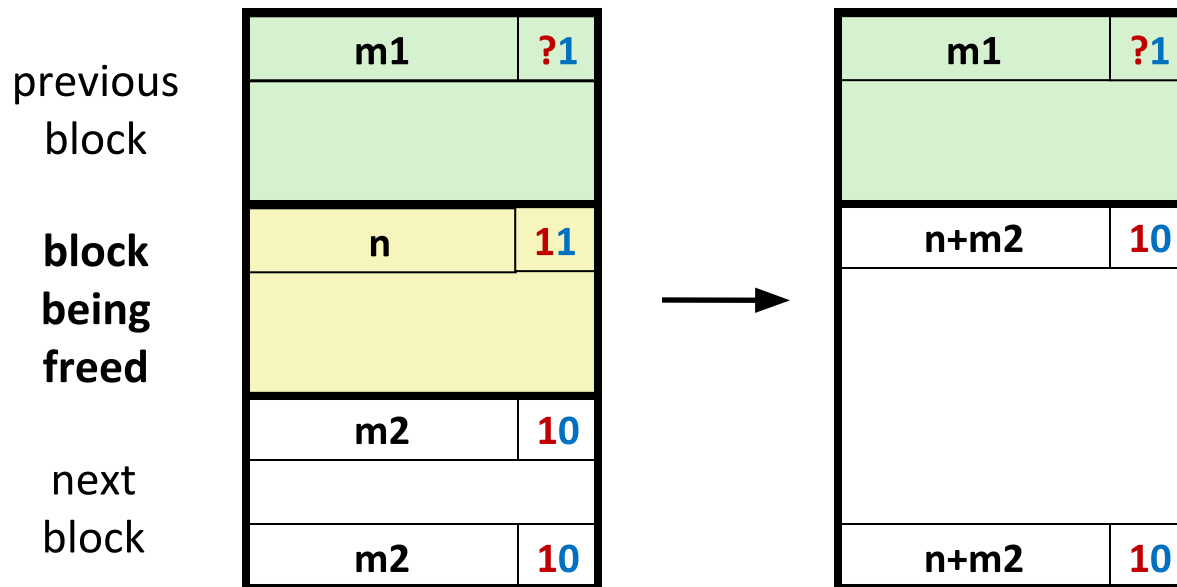 m1 ?1
previous
block
n 11
block
being
freed
m2 10
next
block
m2 10
m1 ?1
n+m2 10
n+m2 10